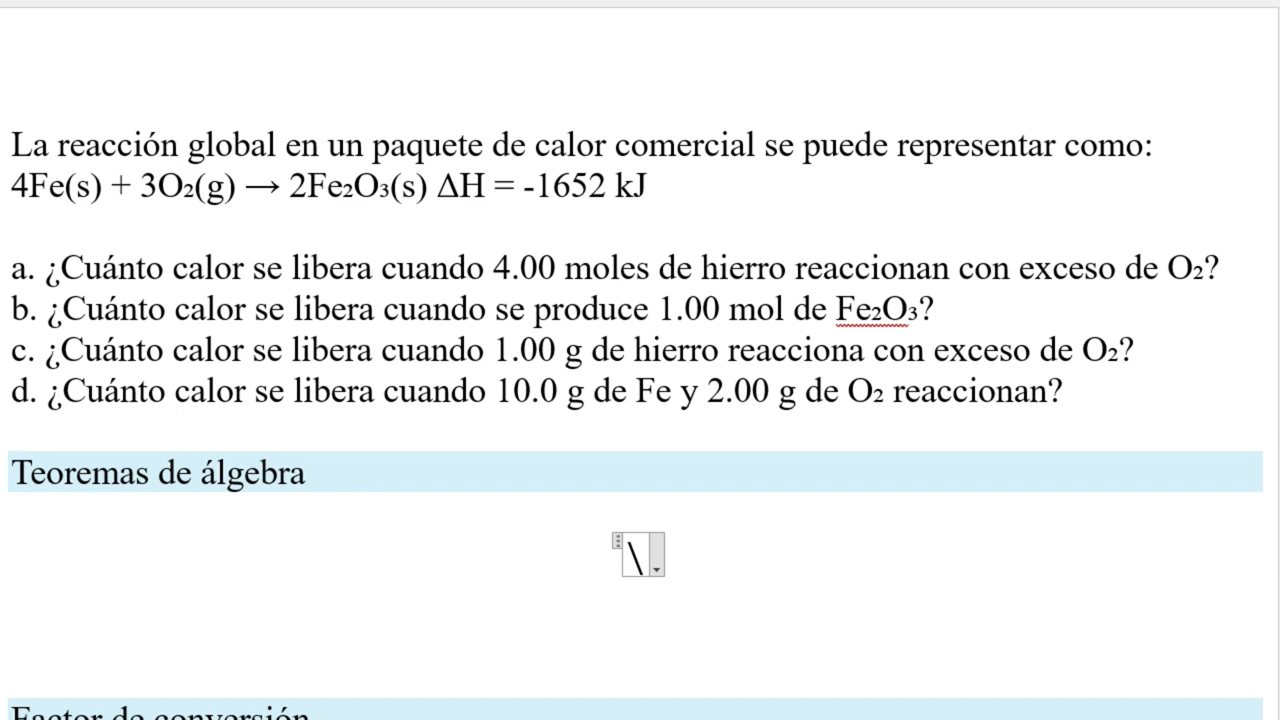 La reacción global en un paquete de calor comercial se puede representar como:
4Fe(s) + 3O₂(g) → 2Fe₂O₃(s) ΔH = -1652 kJ
a. ¿Cuánto calor se libera cuando 4.00 moles de hierro reaccionan con exceso de O₂?
b. ¿Cuánto calor se libera cuando se produce 1.00 mol de Fe₂O₃?
c. ¿Cuánto calor se libera cuando 1.00 g de hierro reacciona con exceso de O₂?
d. ¿Cuánto calor se libera cuando 10.0 g de Fe y 2.00 g de O₂ reaccionan?
Teoremas de álgebra
\
Factor de conversión